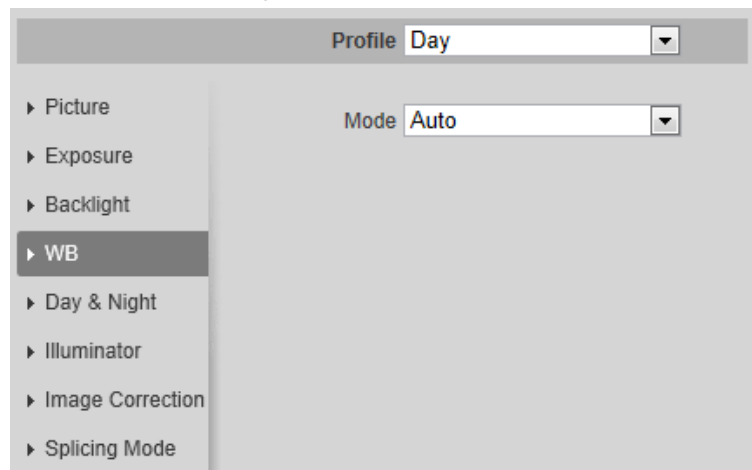 Profile Day
Picture
Mode Auto
Exposure
Backlight
WB
Day & Night
Illuminator
Image Correction
Splicing Mode